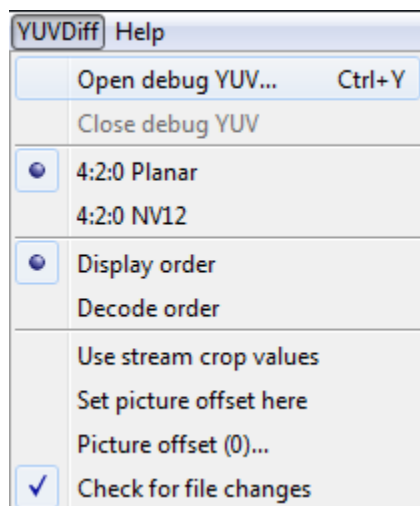 YUVDiff Help
Open debug YUV... Ctrl+Y
Close debug YUV
4:2:0 Planar
4:2:0 NV12
Display order
Decode order
Use stream crop values
Set picture offset here
Picture offset (0)...
Check for file changes